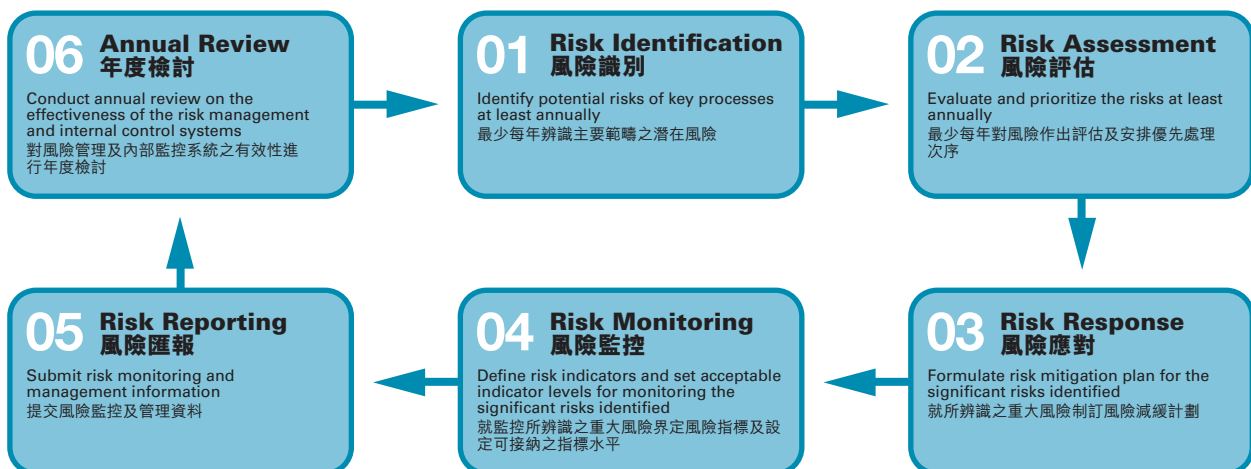 06 Annual Review
年度檢討
Conduct annual review on the
effectiveness of the risk management
and internal control systems
對風險管理及內部監控系統之有效性進
行年度檢討
01 Risk Identification
風險識別
Identify potential risks of key processes
at least annually
最少每年辨識主要範疇之潛在風險
02 Risk Assessment
風險評估
Evaluate and prioritize the risks at least
annually
最少每年對風險作出評估及安排優先處理
次序
03 Risk Response
風險應對
Formulate risk mitigation plan for the
significant risks identified
就所辨識之重大風險制訂風險減緩計劃
04 Risk Monitoring
風險監控
Define risk indicators and set acceptable
indicator levels for monitoring the
significant risks identified
就監控所辨識之重大風險界定風險指標及設
定可接納之指標水平
05 Risk Reporting
風險匯報
Submit risk monitoring and
management information
提交風險監控及管理資料